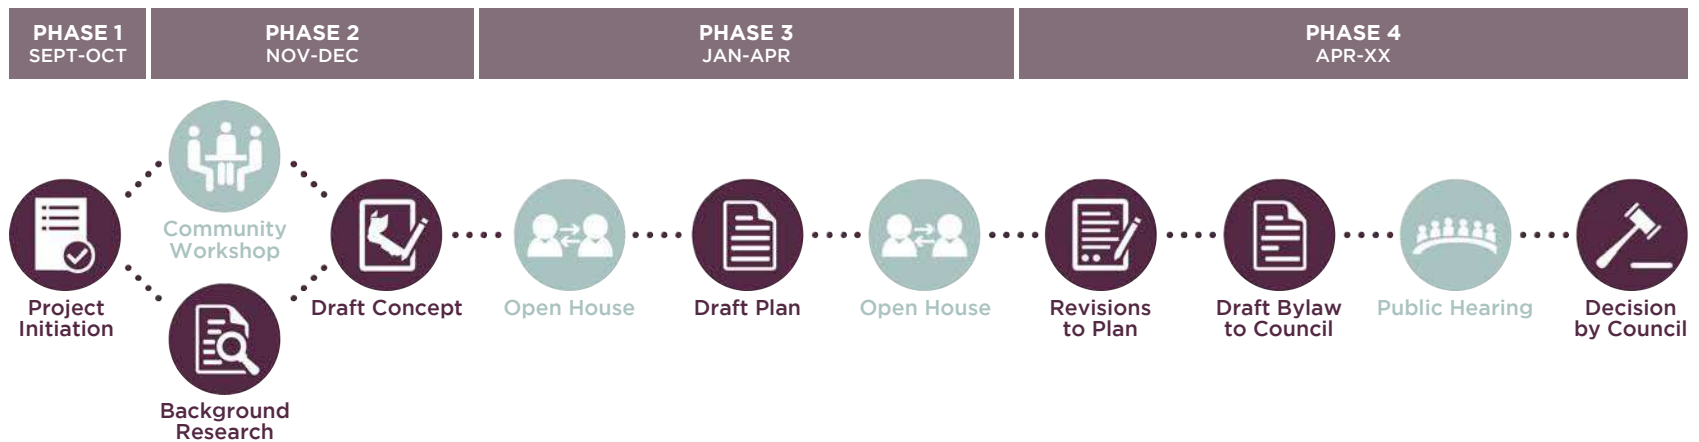 PHASE 1
SEPT-OCT
PHASE 2
NOV-DEC
PHASE 3
JAN-APR
PHASE 4
APR-XX
Project
Initiation
Community
Workshop
Background
Research
Draft Concept
Open House
Draft Plan
Open House
Revisions
to Plan
Draft Bylaw
to Council
Public Hearing
Decision
by Council